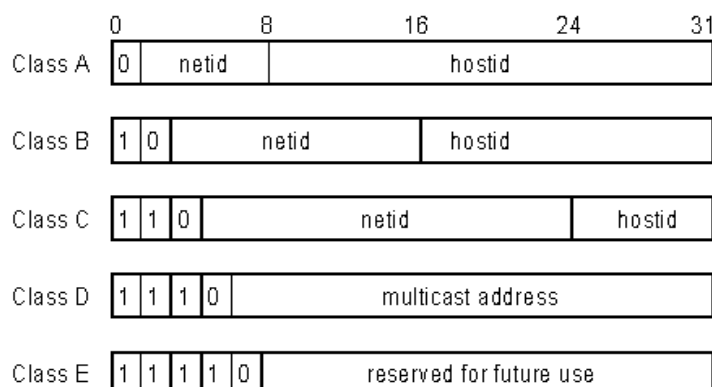 0 8 16 24 31
Class A 0 netid hostid
Class B 1 0 netid hostid
Class C 1 1 0 netid hostid
Class D 1 1 1 0 multicast address
Class E 1 1 1 1 0 reserved for future use